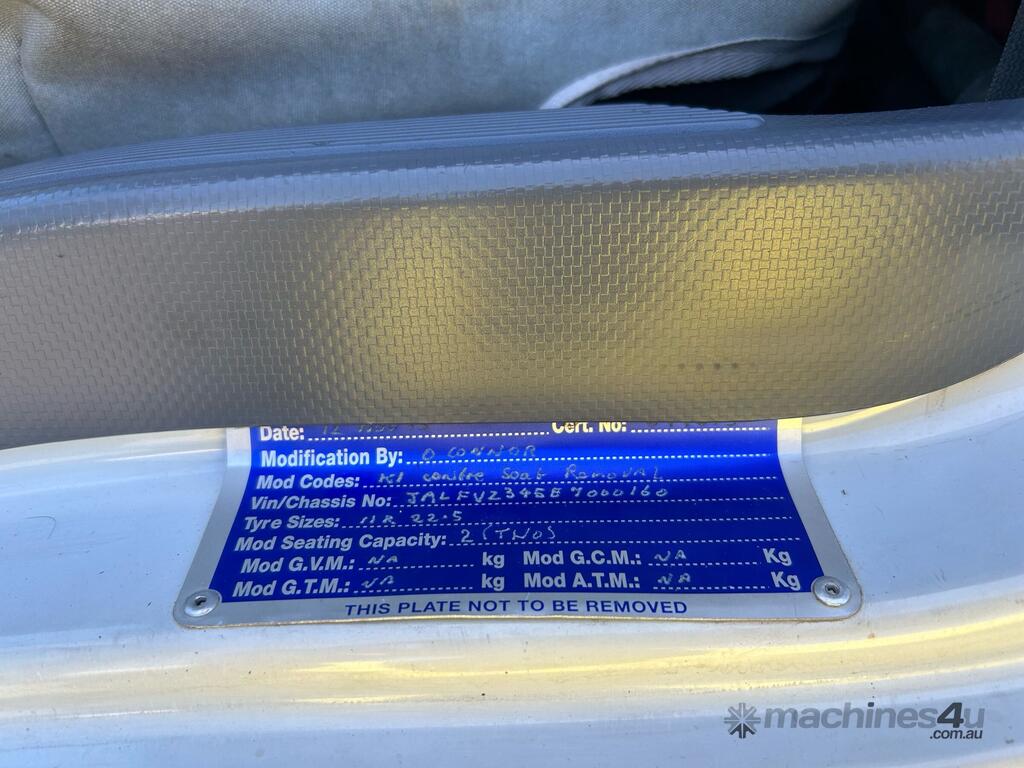 Date: 12
Cert. No:
Modification By: O CONNOR
Mod Codes: K1 centre Seat Removal
Vin/Chassis No: JALFVZ34SE7000160
Tyre Sizes: 11R 22.5
Mod Seating Capacity: 2 (TWO)
Mod G.V.M.: NA kg Mod G.C.M.: NA Kg
Mod G.T.M.: NA kg Mod A.T.M.: NA Kg
THIS PLATE NOT TO BE REMOVED
machines4u
.com.au